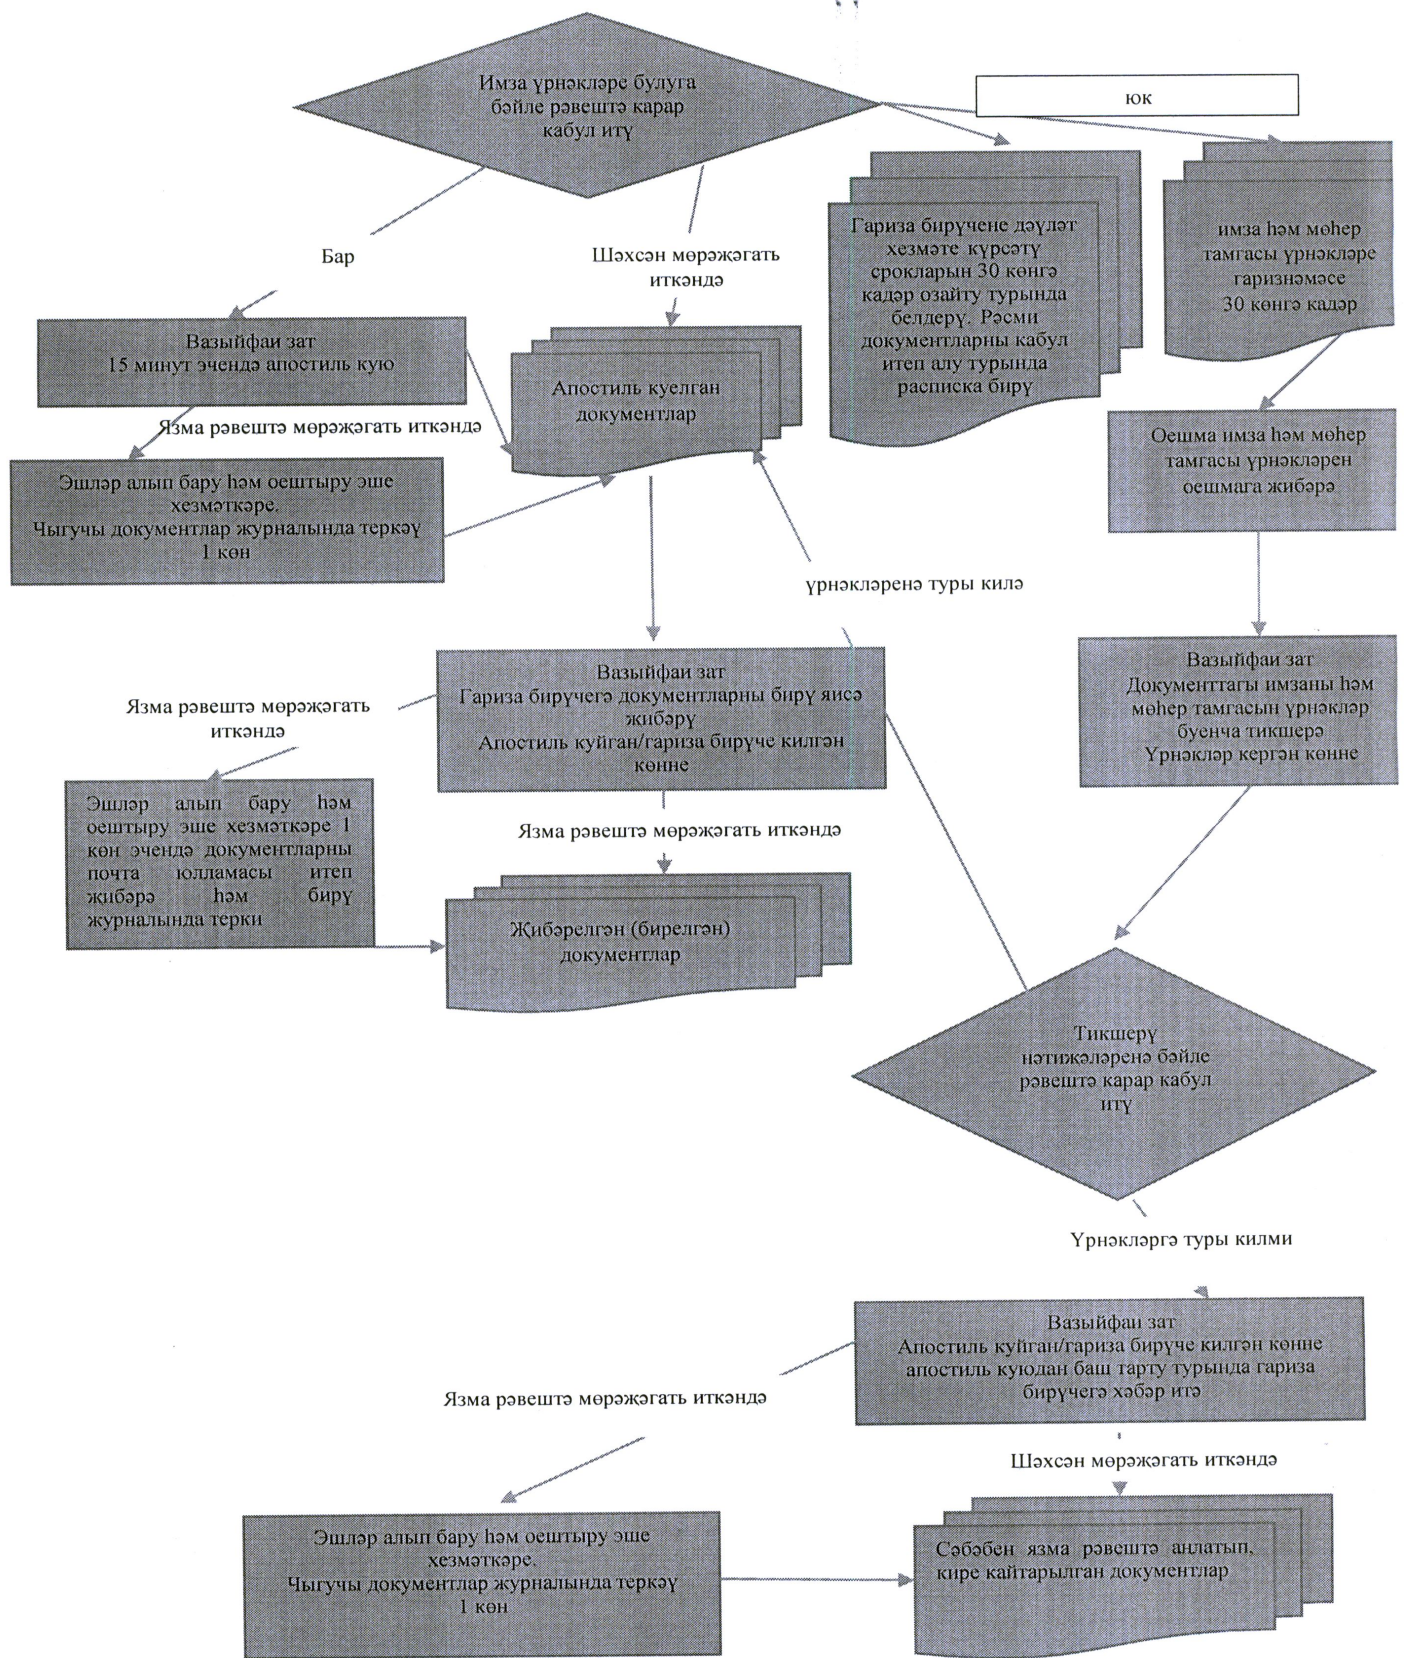 Имза үрнәкләре булуга
бәйле рәвештә карар
кабул итү
юк
Бар
Шәхсән мөрәҗәгать
иткәндә
Гариза бирүчене дәүләт
хезмәте күрсәтү
срокларын 30 көнгә
кадәр озайту турында
белдерү. Рәсми
документларны кабул
итеп алу турында
расписка бирү
имза һәм мөһер
тамгасы үрнәкләре
гаризнәмәсе
30 көнгә кадәр
Вазыйфаи зат
15 минут эчендә апостиль кую
Апостиль куелган
документлар
Язма рәвештә мөрәҗәгать иткәндә
Оешма имза һәм мөһер
тамгасы үрнәкләрен
оешмага җибәрә
Эшләр алып бару һәм оештыру эше
хезмәткәре.
Чыгучы документлар журналында теркәү
1 көн
үрнәкләренә туры килә
Вазыйфаи зат
Гариза бирүчегә документларны бирү яисә
җибәрү
Апостиль куйган/гариза бирүче килгән
көнне
Вазыйфаи зат
Документтагы имзаны һәм
мөһер тамгасын үрнәкләр
буенча тикшерә
Үрнәкләр кергән көнне
Язма рәвештә мөрәҗәгать
иткәндә
Эшләр алып бару һәм
оештыру эше хезмәткәре 1
көн эчендә документларны
почта юлламасы итеп
җибәрә һәм бирү
журналында терки
Язма рәвештә мөрәҗәгать иткәндә
Җибәрелгән (бирелгән)
документлар
Тикшерү
нәтиҗәләренә бәйле
рәвештә карар кабул
итү
Үрнәкләргә туры килми
Вазыйфаи зат
Апостиль куйган/гариза бирүче килгән көнне
апостиль куюдан баш тарту турында гариза
бирүчегә хәбәр итә
Язма рәвештә мөрәҗәгать иткәндә
Шәхсән мөрәҗәгать иткәндә
Эшләр алып бару һәм оештыру эше
хезмәткәре.
Чыгучы документлар журналында теркәү
1 көн
Сәбәбен язма рәвештә аңлатып,
кире кайтарылган документлар